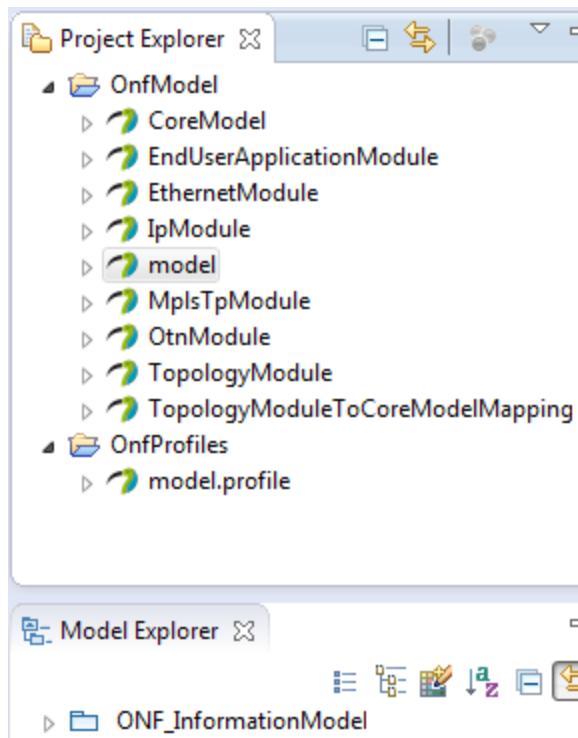 Project Explorer
OnfModel
CoreModel
EndUserApplicationModule
EthernetModule
IpModule
model
MplsTpModule
OtnModule
TopologyModule
TopologyModuleToCoreModelMapping
OnfProfiles
model.profile
Model Explorer
a
z
ONF_InformationModel